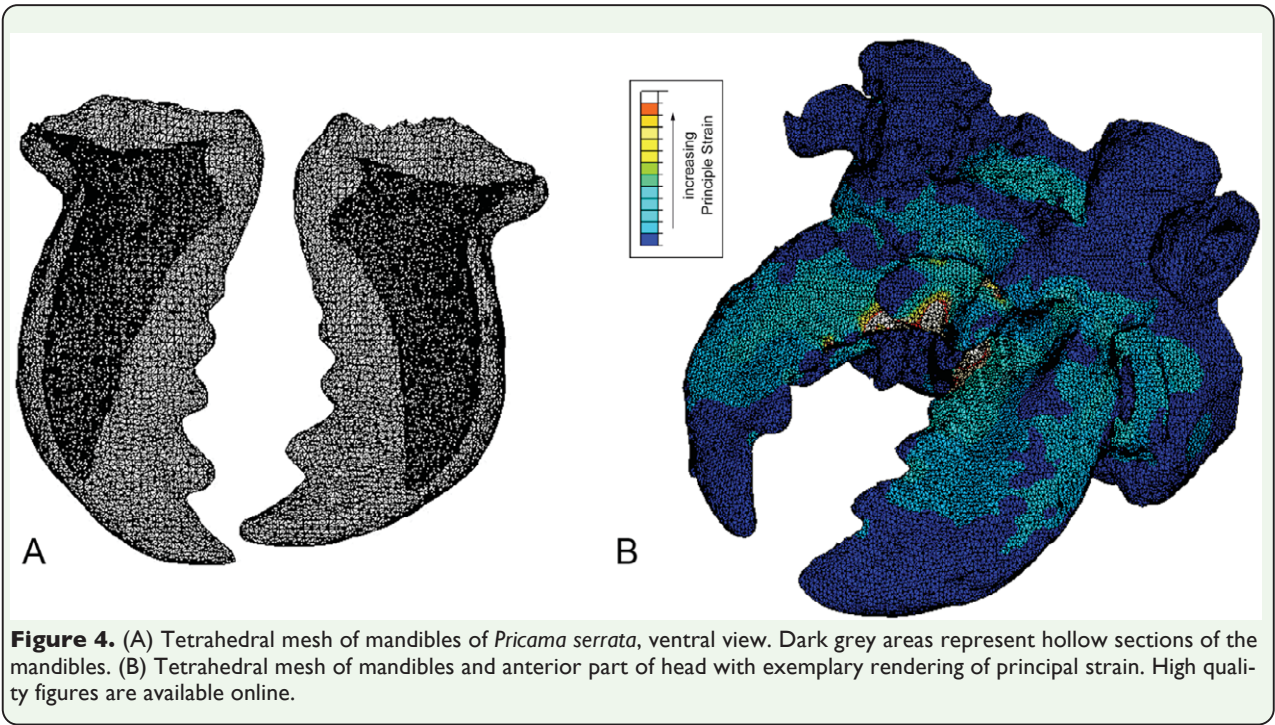 increasing
Principle Strain
A
B
Figure 4. (A) Tetrahedral mesh of mandibles of Pricama serrata, ventral view. Dark grey areas represent hollow sections of the
mandibles. (B) Tetrahedral mesh of mandibles and anterior part of head with exemplary rendering of principal strain. High quali-
ty figures are available online.